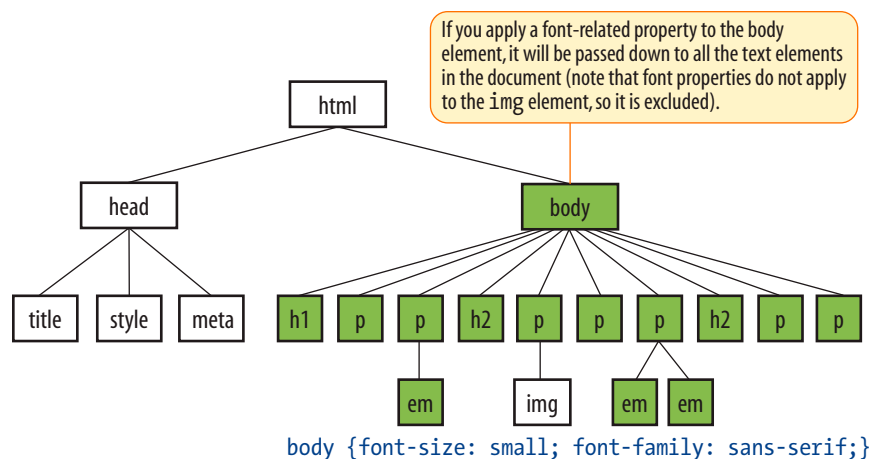 If you apply a font-related property to the body
element, it will be passed down to all the text elements
in the document (note that font properties do not apply
to the img element, so it is excluded).
html
head
body
title style meta h1 p p h2 p p p h2 p p
em img em em
body {font-size: small; font-family: sans-serif;}